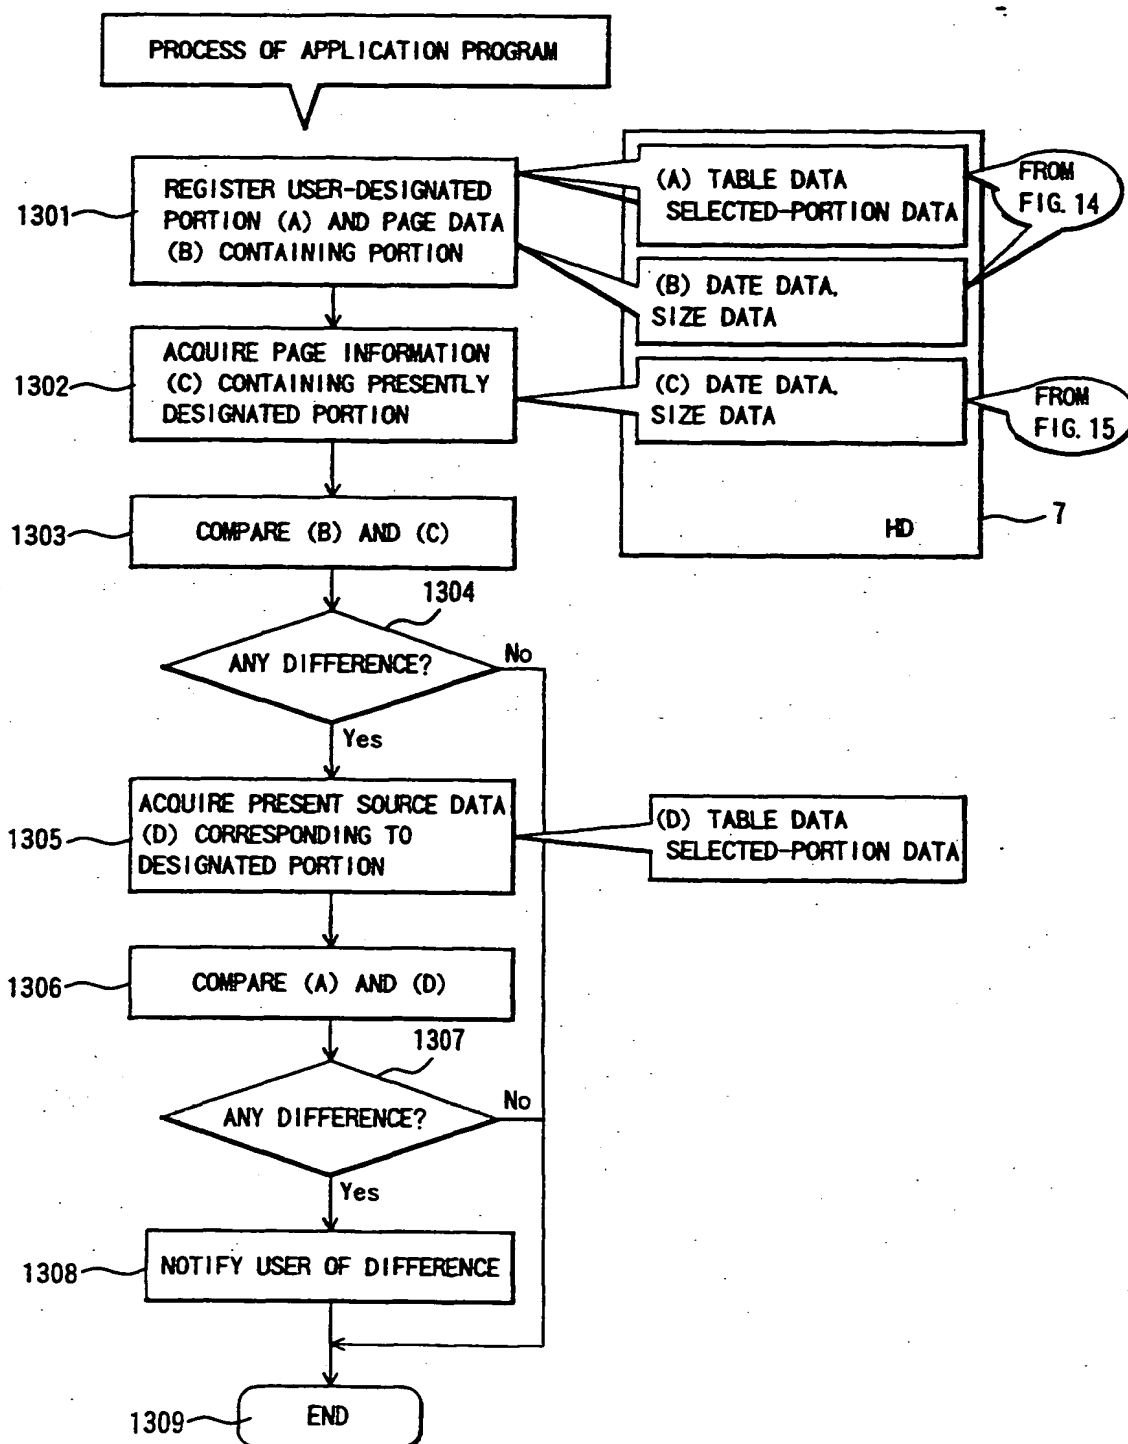 PROCESS OF APPLICATION PROGRAM
1301
REGISTER USER-DESIGNATED
PORTION (A) AND PAGE DATA
(B) CONTAINING PORTION
(A) TABLE DATA
SELECTED-PORTION DATA
FROM
FIG. 14
(B) DATE DATA.
SIZE DATA
1302
ACQUIRE PAGE INFORMATION
(C) CONTAINING PRESENTLY
DESIGNATED PORTION
(C) DATE DATA.
SIZE DATA
FROM
FIG. 15
HD
7
1303
COMPARE (B) AND (C)
1304
ANY DIFFERENCE?
No
Yes
1305
ACQUIRE PRESENT SOURCE DATA
(D) CORRESPONDING TO
DESIGNATED PORTION
(D) TABLE DATA
SELECTED-PORTION DATA
1306
COMPARE (A) AND (D)
1307
ANY DIFFERENCE?
No
Yes
1308
NOTIFY USER OF DIFFERENCE
1309
END